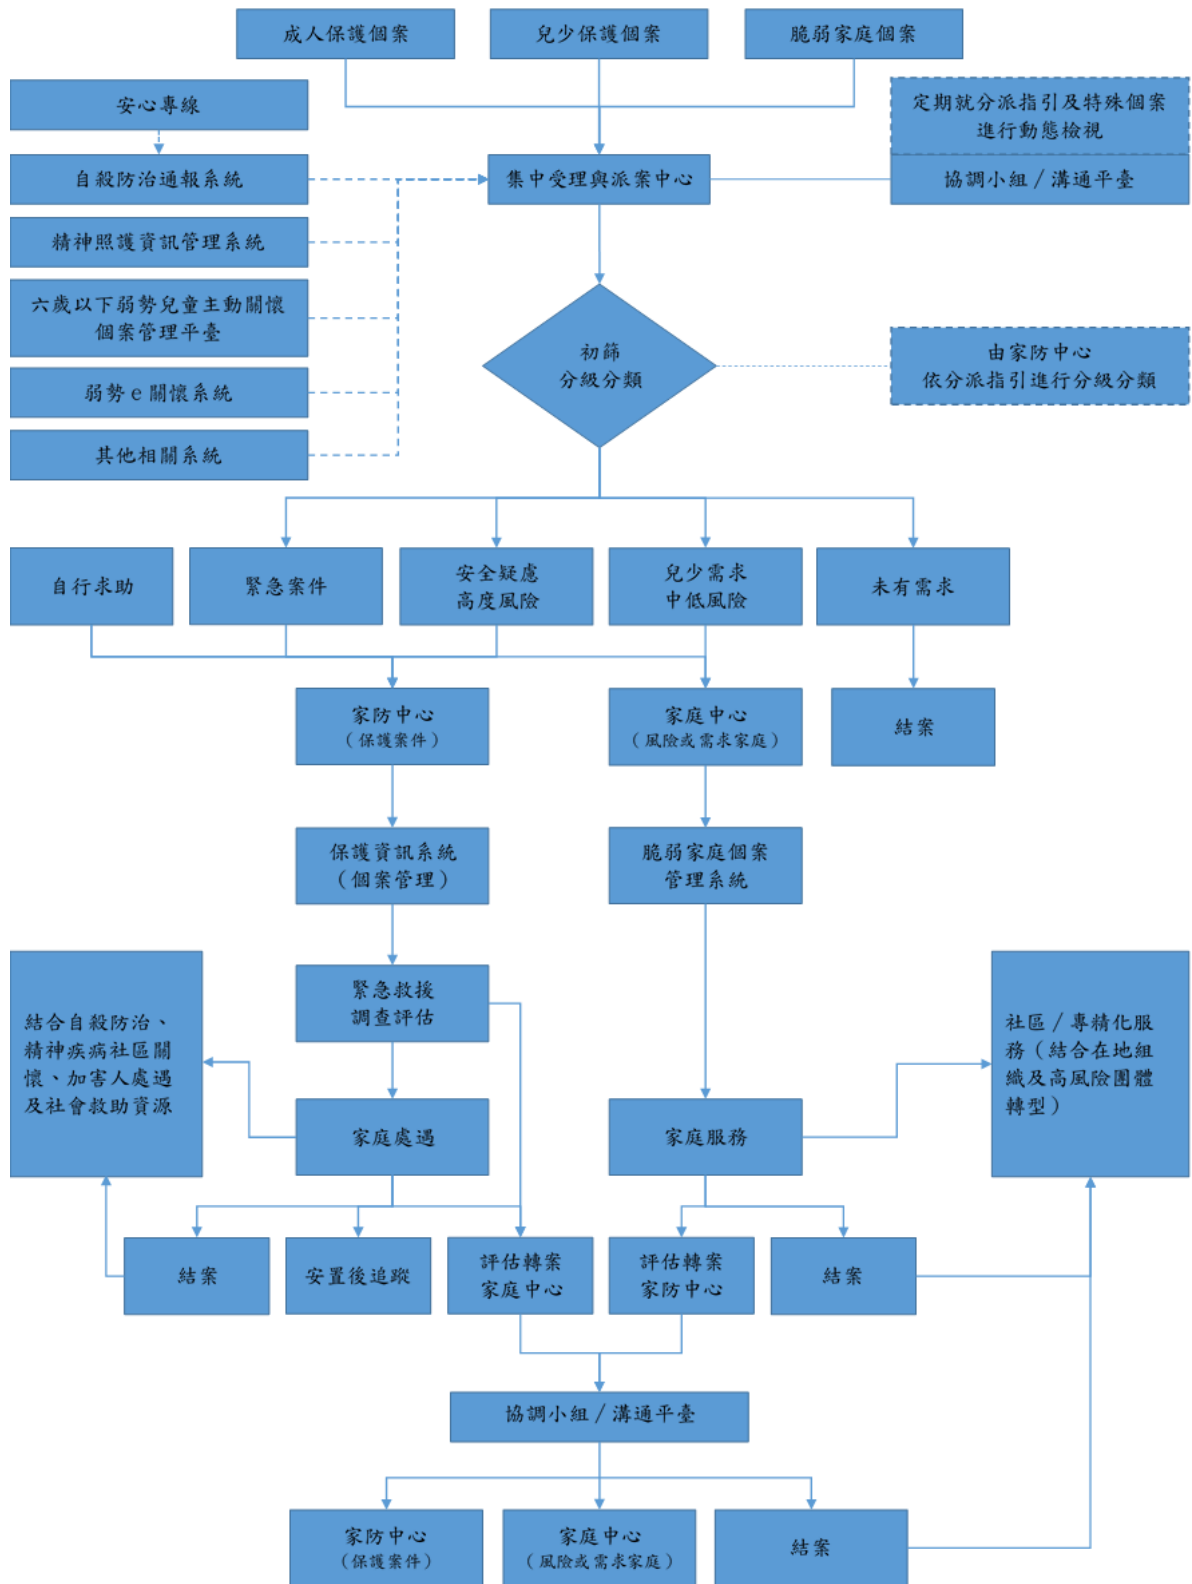 成人保護個案
兒少保護個案
脆弱家庭個案
安心專線
定期就分派指引及特殊個案
進行動態檢視
自殺防治通報系統
集中受理與派案中心
協調小組／溝通平臺
精神照護資訊管理系統
六歲以下弱勢兒童主動關懷
個案管理平臺
初篩
分級分類
由家防中心
依分派指引進行分級分類
弱勢 e 關懷系統
其他相關系統
自行求助
緊急案件
安全疑慮
高度風險
兒少需求
中低風險
未有需求
家防中心
（保護案件）
家庭中心
（風險或需求家庭）
結案
保護資訊系統
（個案管理）
脆弱家庭個案
管理系統
緊急救援
調查評估
結合自殺防治、
精神疾病社區關
懷、加害人處遇
及社會救助資源
社區／專精化服
務（結合在地組
織及高風險團體
轉型）
家庭處遇
家庭服務
結案
安置後追蹤
評估轉案
家庭中心
評估轉案
家防中心
結案
協調小組／溝通平臺
家防中心
（保護案件）
家庭中心
（風險或需求家庭）
結案